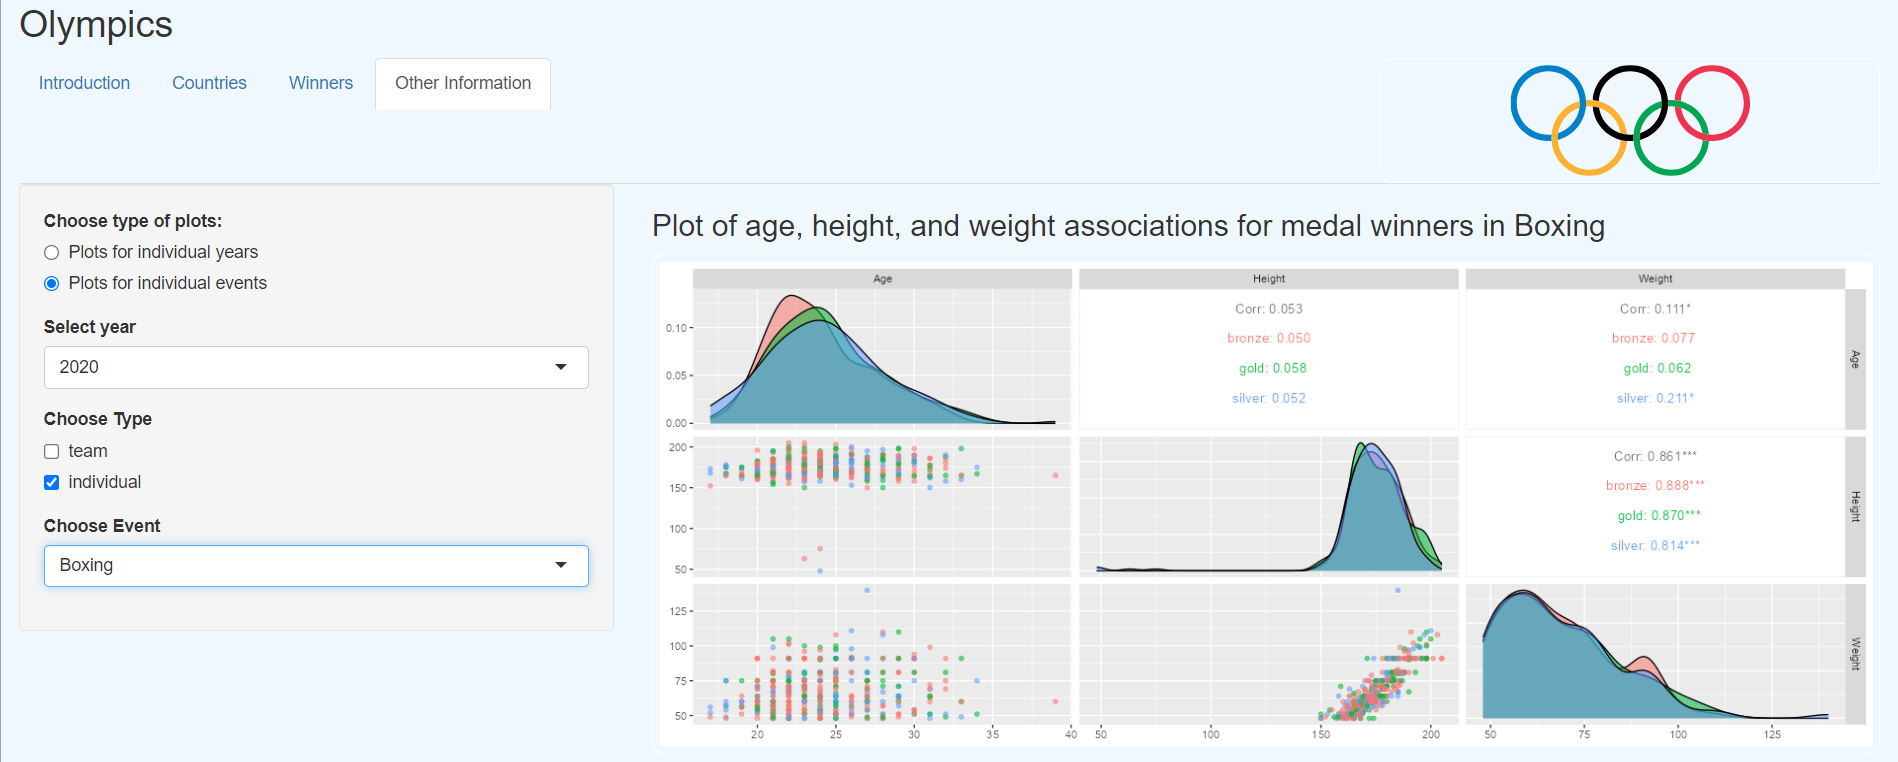 Olympics
Introduction Countries Winners Other Information
Choose type of plots:
Plots for individual years
Plots for individual events
Select year
2020
Choose Type
team
individual
Choose Event
Boxing
Plot of age, height, and weight associations for medal winners in Boxing
Age Height Weight
0.10
0.05
0.00
Corr: 0.053
bronze: 0.050
gold: 0.058
silver: 0.052
Corr: 0.111*
bronze: 0.077
gold: 0.062
silver: 0.211*
Age
200
150
100
50
Corr: 0.861***
bronze: 0.888***
gold: 0.870***
silver: 0.814***
Height
125
100
75
50
Weight
20 25 30 35 40 50 100 150 200 50 75 100 125